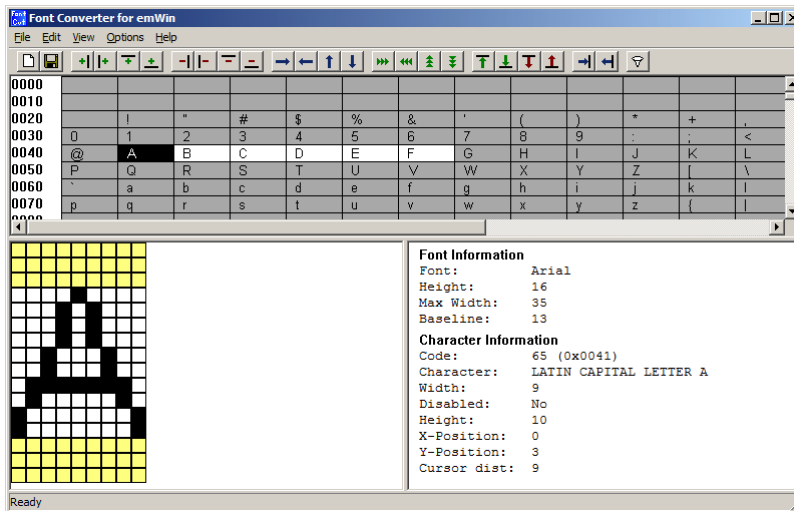 Font Converter for emWin
File Edit View Options Help
0000
0010
0020 ! " # $ % & ' ( ) * + ,
0030 0 1 2 3 4 5 6 7 8 9 : ; <
0040 @ A B C D E F G H I J K L
0050 P Q R S T U V W X Y Z [ \
0060 ` a b c d e f g h i j k l
0070 p q r s t u v w x y z { |
Font Information
Font: Arial
Height: 16
Max Width: 35
Baseline: 13
Character Information
Code: 65 (0x0041)
Character: LATIN CAPITAL LETTER A
Width: 9
Disabled: No
Height: 10
X-Position: 0
Y-Position: 3
Cursor dist: 9
Ready